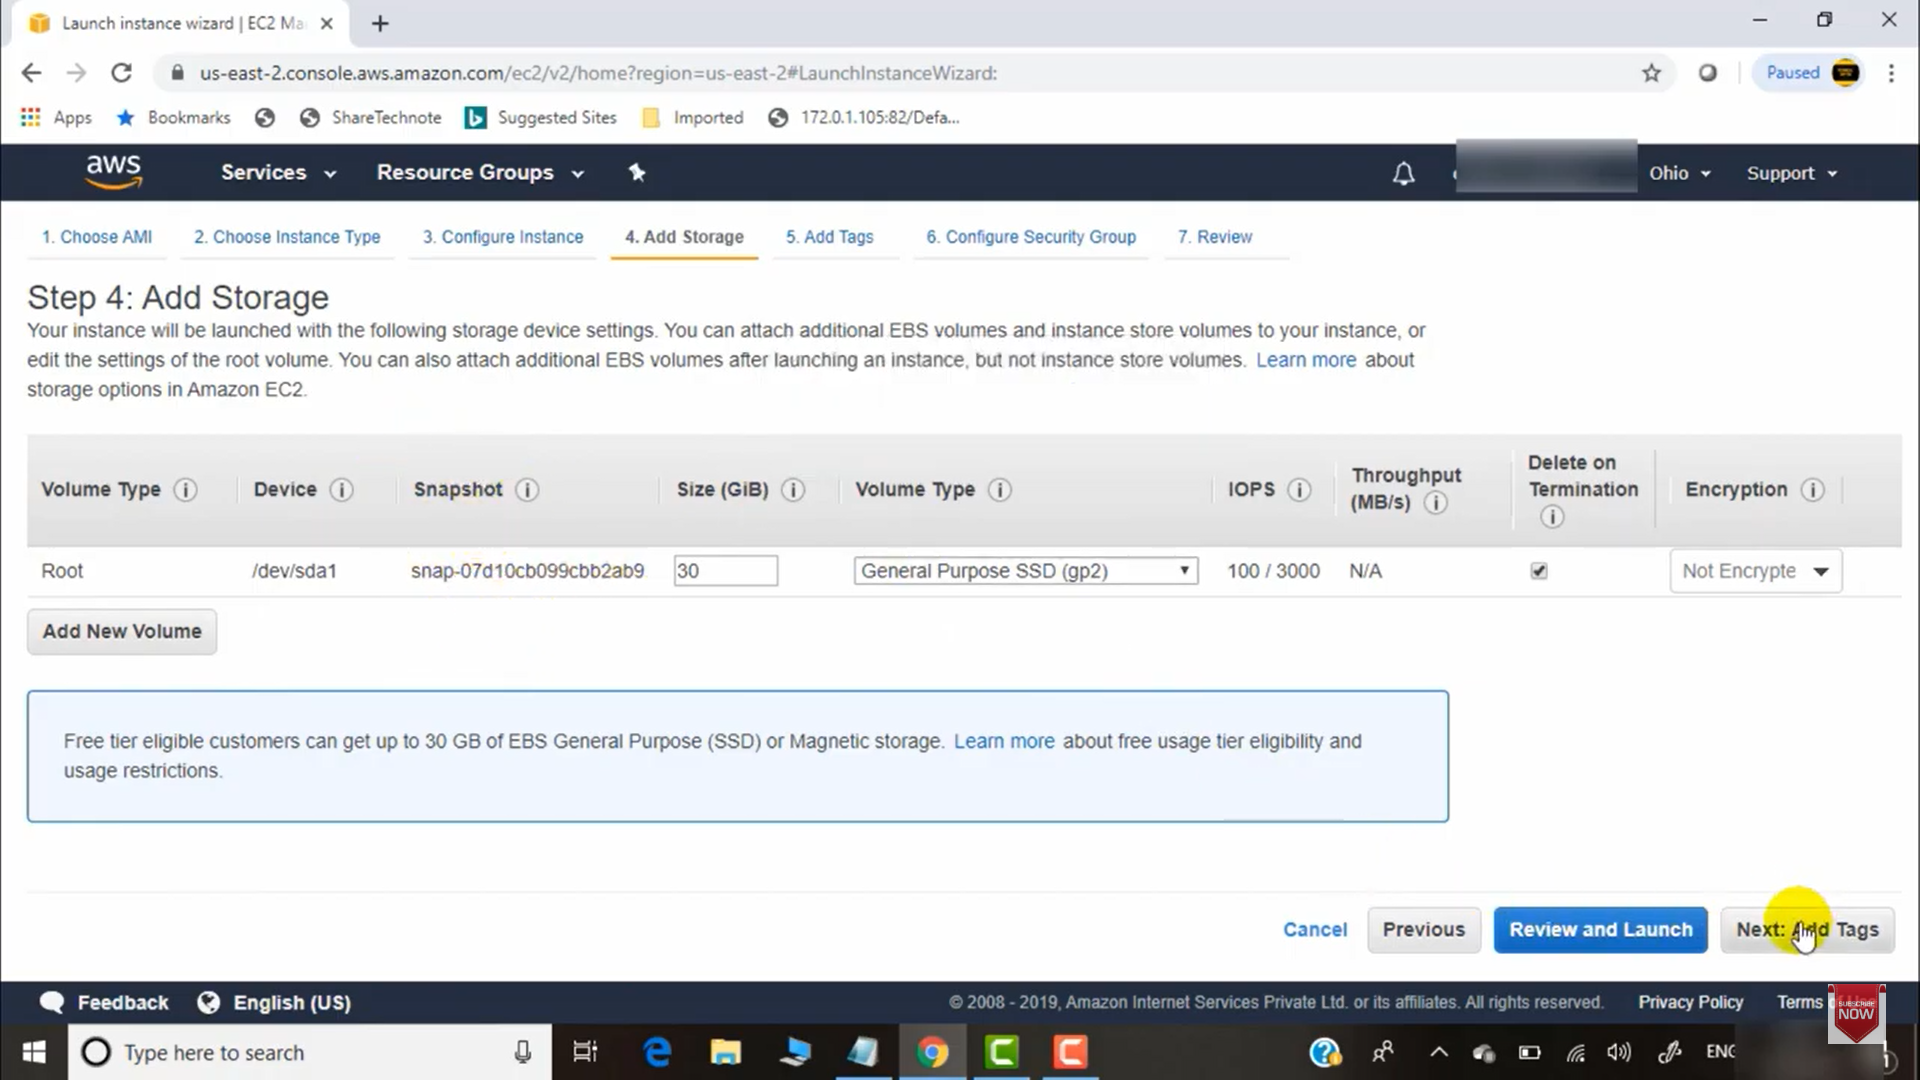 Launch instance wizard | EC2 Ma
us-east-2.console.aws.amazon.com/ec2/v2/home?region=us-east-2#LaunchInstanceWizard:
Paused
Apps
Bookmarks
ShareTechnote
Suggested Sites
Imported
172.0.1.105:82/Defa...
aws
Services
Resource Groups
Ohio
Support
1. Choose AMI
2. Choose Instance Type
3. Configure Instance
4. Add Storage
5. Add Tags
6. Configure Security Group
7. Review
Step 4: Add Storage
Your instance will be launched with the following storage device settings. You can attach additional EBS volumes and instance store volumes to your instance, or
edit the settings of the root volume. You can also attach additional EBS volumes after launching an instance, but not instance store volumes. Learn more about
storage options in Amazon EC2.
Volume Type
Device
Snapshot
Size (GiB)
Volume Type
IOPS
Throughput
(MB/s)
Delete on
Termination
Encryption
Root
/dev/sda1
snap-07d10cb099cbb2ab9
30
General Purpose SSD (gp2)
100 / 3000
N/A
Not Encrypte
Add New Volume
Free tier eligible customers can get up to 30 GB of EBS General Purpose (SSD) or Magnetic storage. Learn more about free usage tier eligibility and
usage restrictions.
Cancel
Previous
Review and Launch
Next: Add Tags
Feedback
English (US)
© 2008 - 2019, Amazon Internet Services Private Ltd. or its affiliates. All rights reserved.
Privacy Policy
Terms
SUBSCRIBE
NOW
Type here to search
ENG